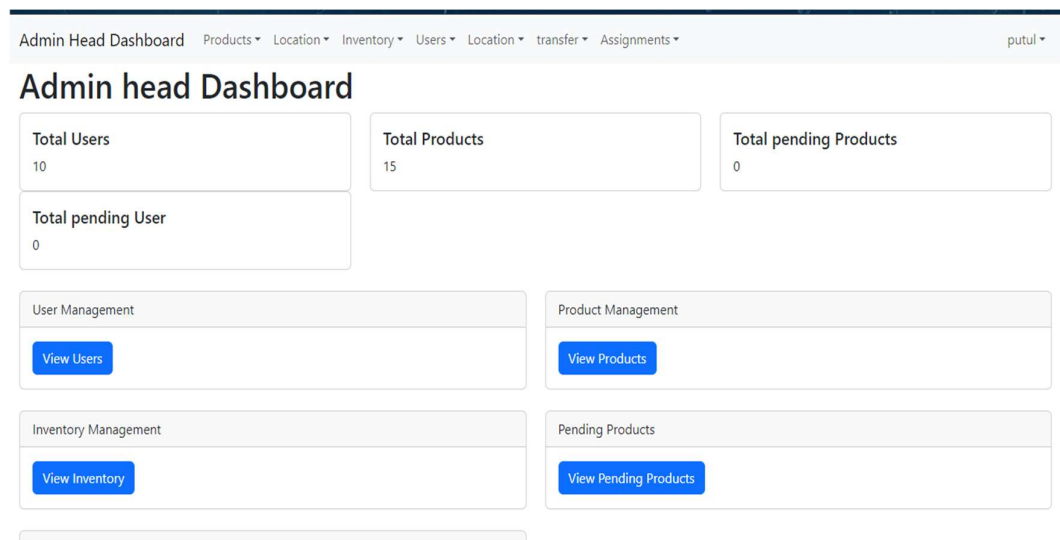 Admin Head Dashboard Products Location Inventory Users Location transfer Assignments putul
Admin head Dashboard
Total Users Total Products Total pending Products
10 15 0
Total pending User
0
User Management Product Management
View Users View Products
Inventory Management Pending Products
View Inventory View Pending Products